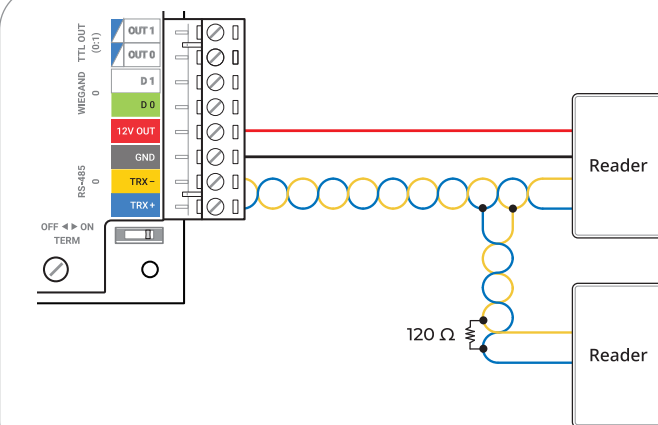 TTL OUT
(0:1)
OUT 1
OUT 0
WIEGAND
0
D 1
D 0
12V OUT
GND
RS-485
0
TRX –
TRX +
OFF ◀ ▶ ON
TERM
Reader
120 Ω
Reader